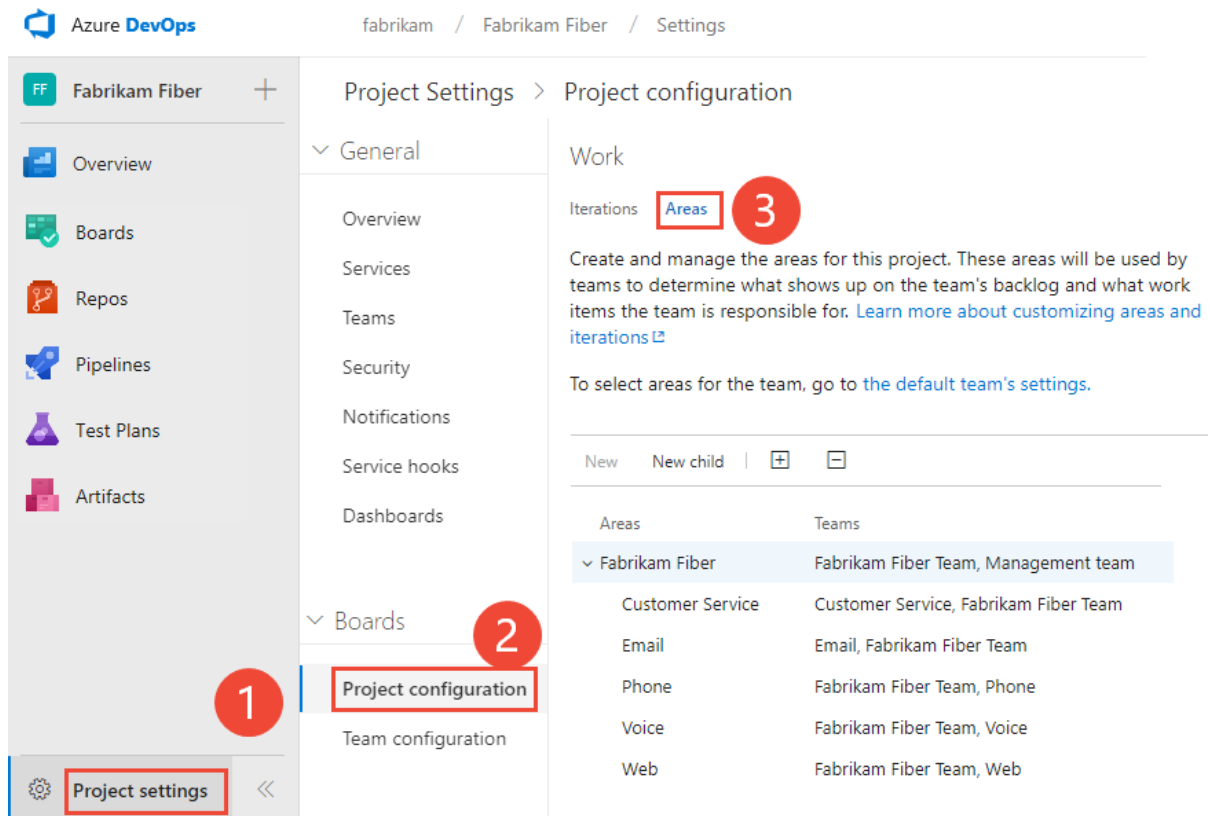 Azure DevOps
fabrikam / Fabrikam Fiber / Settings
FF Fabrikam Fiber
Overview
Boards
Repos
Pipelines
Test Plans
Artifacts
1
Project settings
Project Settings > Project configuration
General
Overview
Services
Teams
Security
Notifications
Service hooks
Dashboards
Boards
2
Project configuration
Team configuration
Work
Iterations Areas 3
Create and manage the areas for this project. These areas will be used by
teams to determine what shows up on the team's backlog and what work
items the team is responsible for. Learn more about customizing areas and
iterations
To select areas for the team, go to the default team's settings.
New New child
Areas Teams
Fabrikam Fiber Fabrikam Fiber Team, Management team
Customer Service Customer Service, Fabrikam Fiber Team
Email Email, Fabrikam Fiber Team
Phone Fabrikam Fiber Team, Phone
Voice Fabrikam Fiber Team, Voice
Web Fabrikam Fiber Team, Web